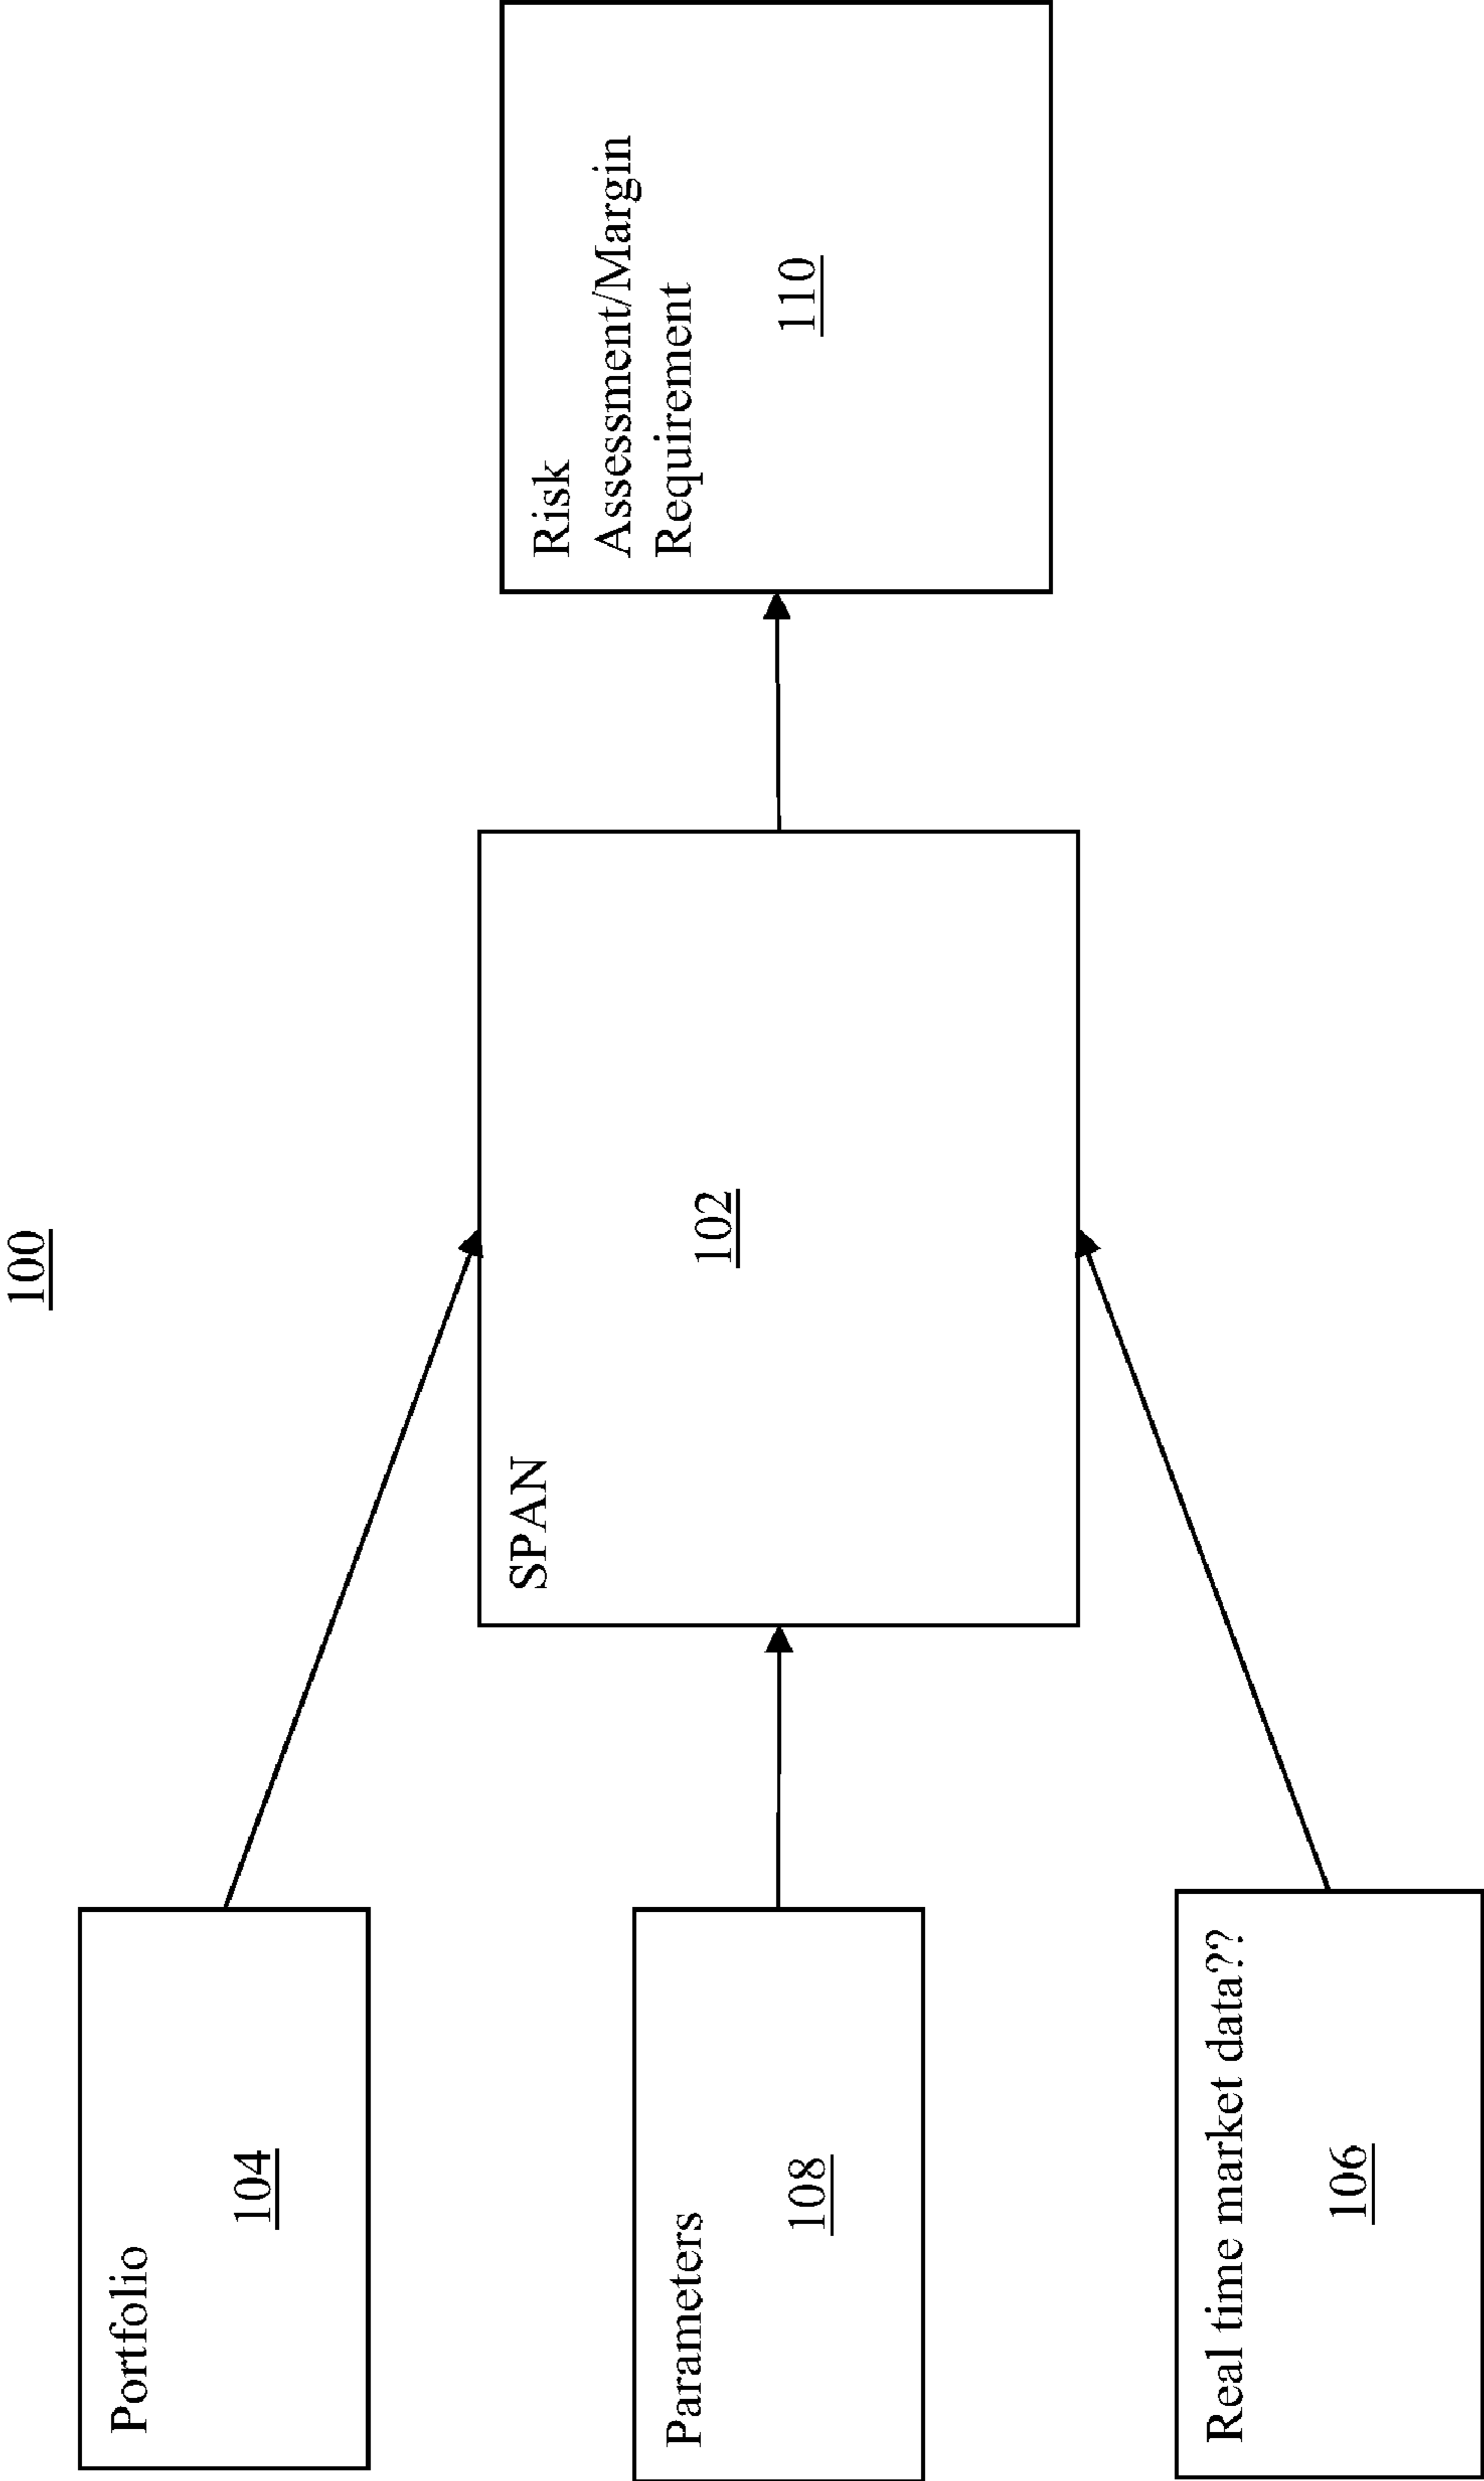 100
Portfolio
104
Parameters
108
Real time market data??
106
SPAN
102
Risk
Assessment/Margin
Requirement
110